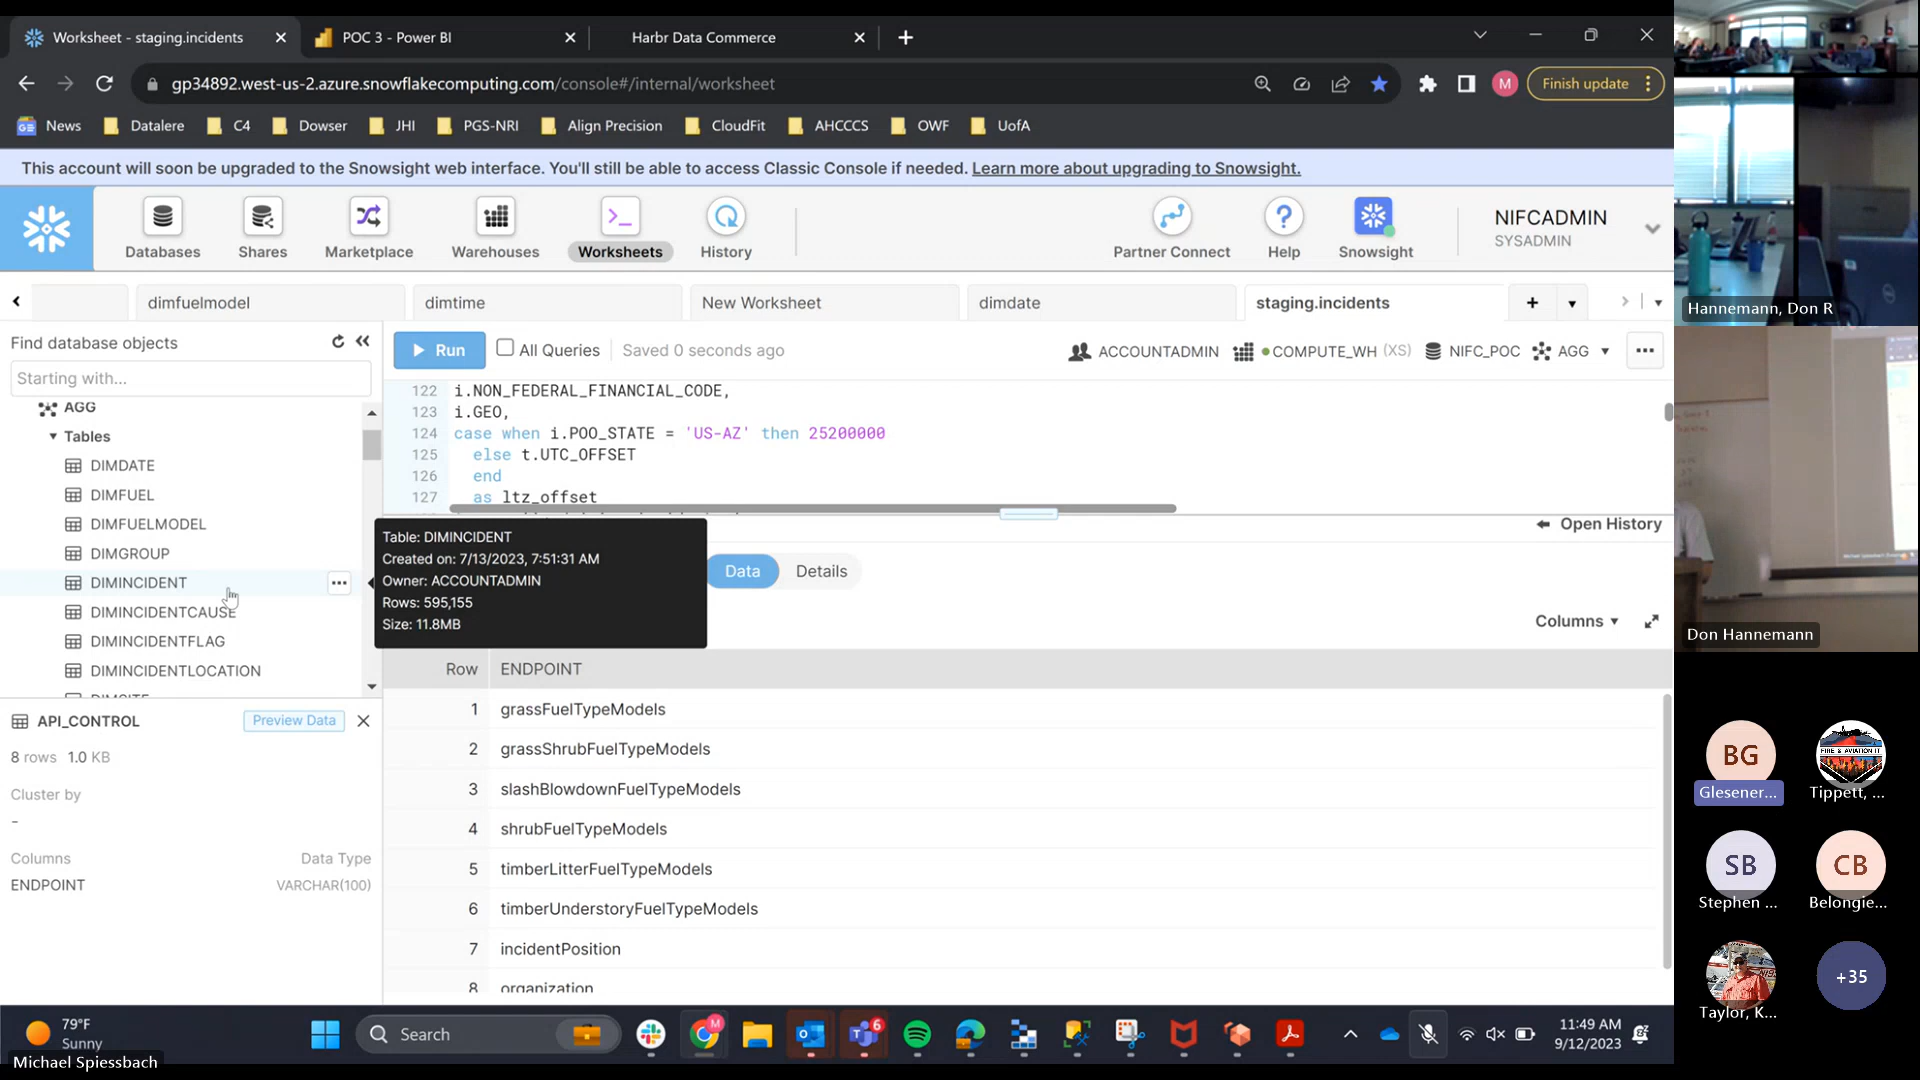 Worksheet - staging.incidents
POC 3 - Power BI
Harbr Data Commerce
gp34892.west-us-2.azure.snowflakecomputing.com/console#/internal/worksheet
M
Finish update
News
Datalere
C4
Dowser
JHI
PGS-NRI
Align Precision
CloudFit
AHCCCS
OWF
UofA
This account will soon be upgraded to the Snowsight web interface. You'll still be able to access Classic Console if needed. Learn more about upgrading to Snowsight.
Databases
Shares
Marketplace
Warehouses
Worksheets
History
Partner Connect
Help
Snowsight
NIFCADMIN
SYSADMIN
dimfuelmodel
dimtime
New Worksheet
dimdate
staging.incidents
Find database objects
Starting with...
AGG
Tables
DIMDATE
DIMFUEL
DIMFUELMODEL
DIMGROUP
DIMINCIDENT
DIMINCIDENTCAUSE
DIMINCIDENTFLAG
DIMINCIDENTLOCATION
DIMSITE
Run
All Queries
Saved 0 seconds ago
ACCOUNTADMIN
COMPUTE_WH (XS)
NIFC_POC
AGG
122 i.NON_FEDERAL_FINANCIAL_CODE,
123 i.GEO,
124 case when i.POO_STATE = 'US-AZ' then 25200000
125 else t.UTC_OFFSET
126 end
127 as ltz_offset
Open History
Table: DIMINCIDENT
Created on: 7/13/2023, 7:51:31 AM
Owner: ACCOUNTADMIN
Rows: 595,155
Size: 11.8MB
Data
Details
Columns
Row ENDPOINT
1 grassFuelTypeModels
2 grassShrubFuelTypeModels
3 slashBlowdownFuelTypeModels
4 shrubFuelTypeModels
5 timberLitterFuelTypeModels
6 timberUnderstoryFuelTypeModels
7 incidentPosition
8 organization
API_CONTROL
Preview Data
8 rows 1.0 KB
Cluster by
-
Columns Data Type
ENDPOINT VARCHAR(100)
79°F
Sunny
Search
M
6
11:49 AM
9/12/2023
Michael Spiessbach
Hannemann, Don R
Don Hannemann
BG
Glesener...
FIRE & AVIATION IT
Tippett, ...
SB
Stephen ...
CB
Belongie...
Taylor, K...
+35